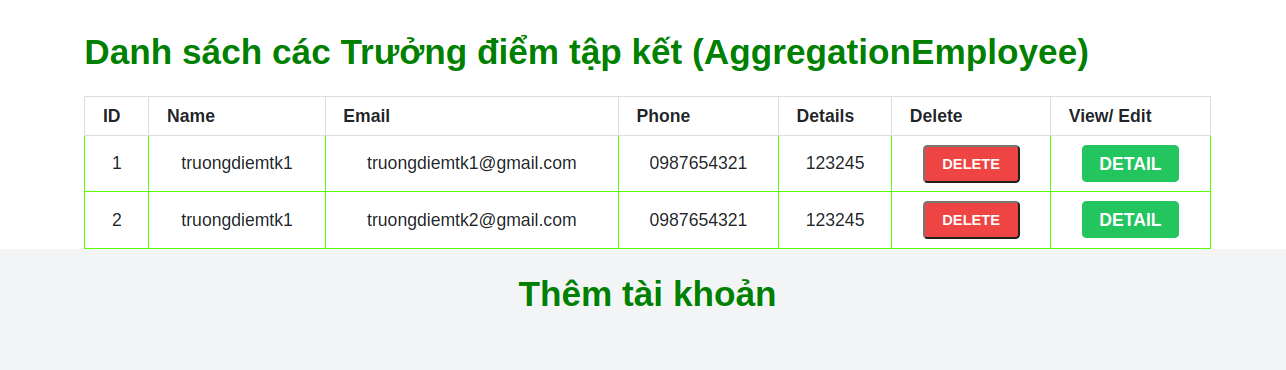 Danh sách các Trưởng điểm tập kết (AggregationEmployee)
ID Name Email Phone Details Delete View/ Edit
1 truongdiemtk1 truongdiemtk1@gmail.com 0987654321 123245 DELETE DETAIL
2 truongdiemtk1 truongdiemtk2@gmail.com 0987654321 123245 DELETE DETAIL
Thêm tài khoản